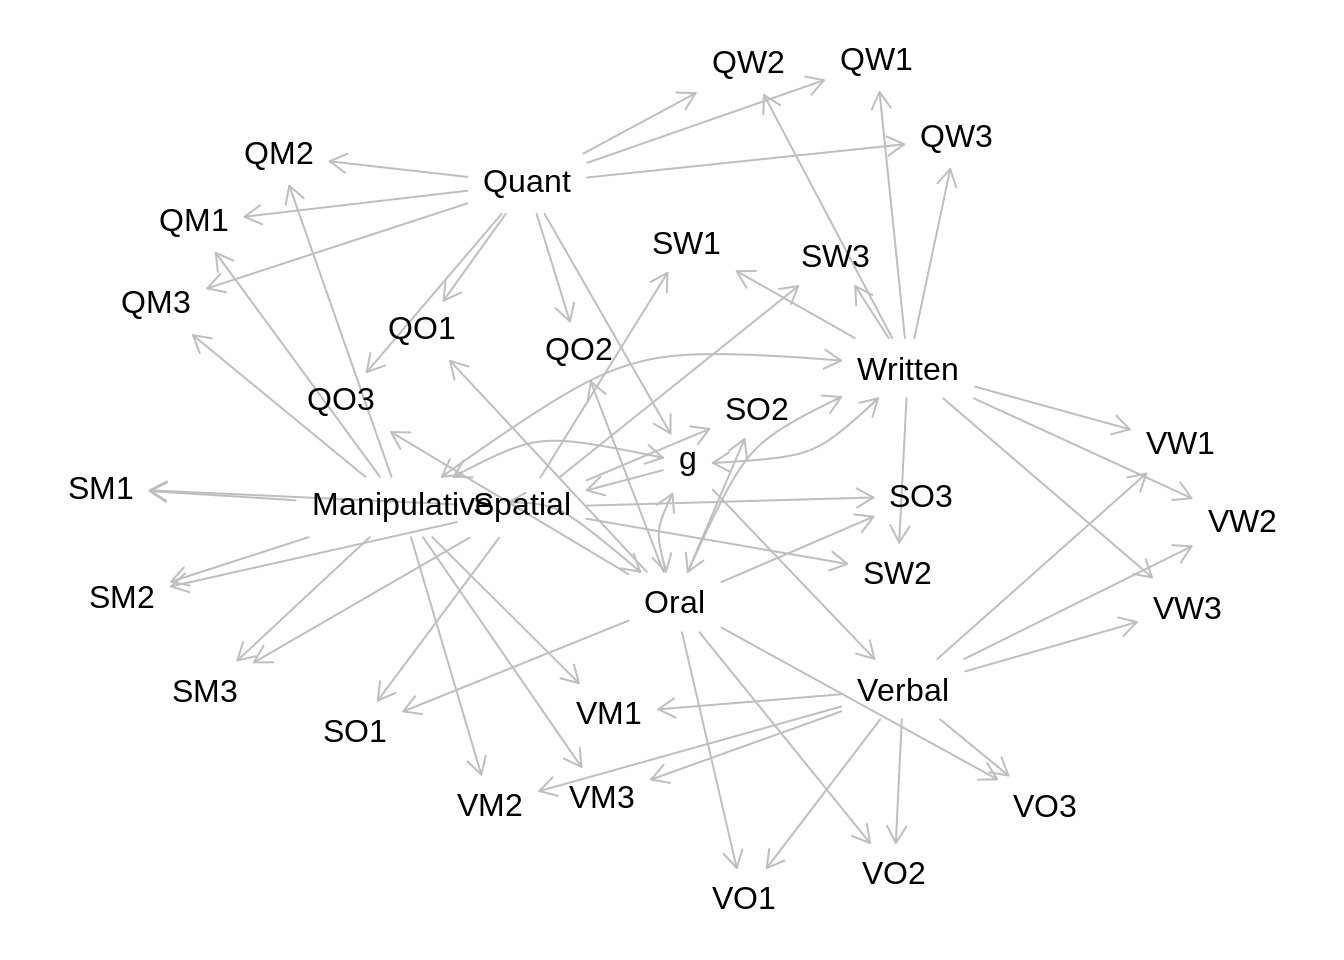 QW1
QW2
QW3
QM2
Quant
QM1
SW1
SW3
QM3
QO1
QO2
Written
QO3
SO2
VW1
g
SM1
SO3
Manipulative
Spatial
VW2
SW2
SM2
Oral
VW3
SM3
Verbal
VM1
SO1
VM3
VM2
VO3
VO2
VO1